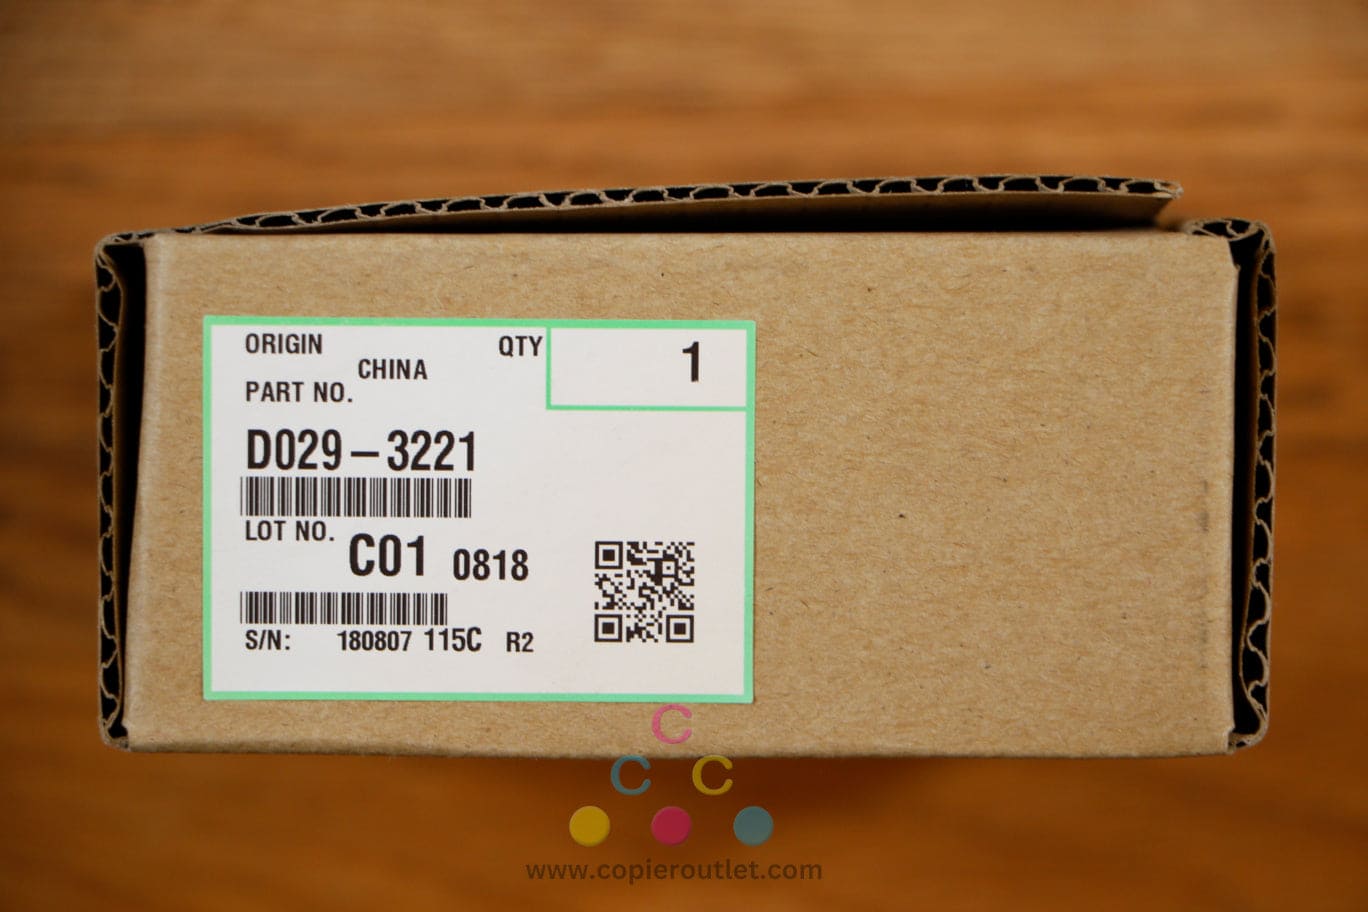 ORIGIN
CHINA
QTY
1
PART NO.
D029-3221
LOT NO.
C01 0818
S/N: 180807 115C R2
C
C C
www.copieroutlet.com